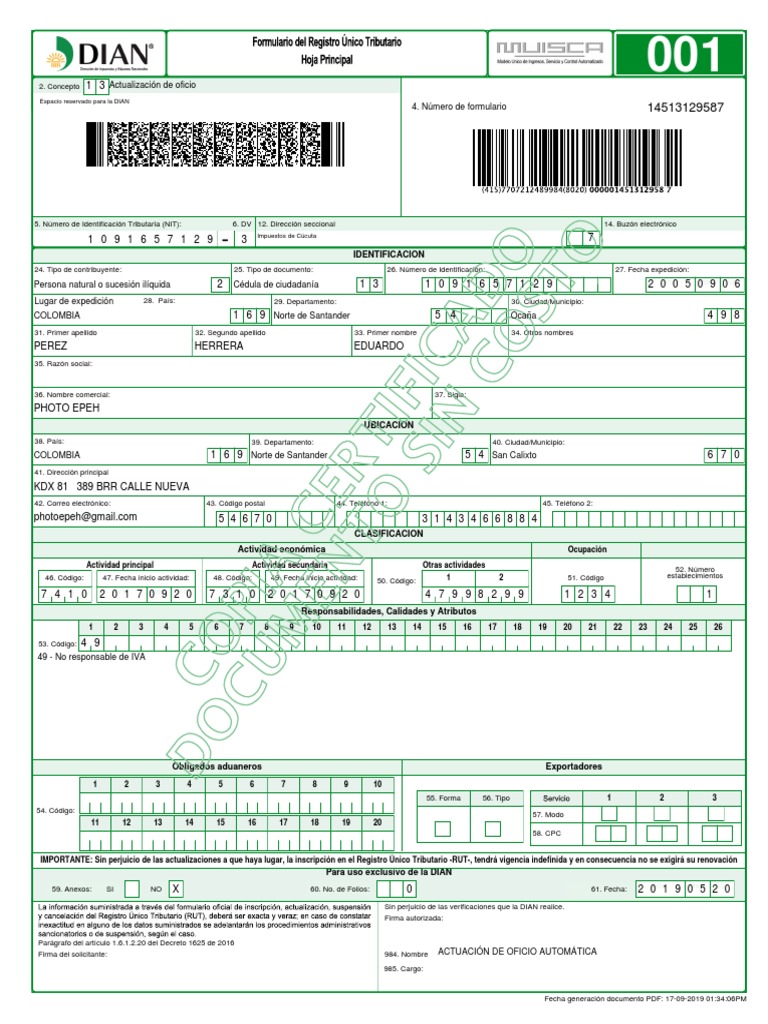 DIAN®
Dirección de Impuestos y Aduanas Nacionales
Formulario del Registro Único Tributario
Hoja Principal
MUISCA
Modelo Único de Ingresos, Servicio y Control Automatizado
001
2. Concepto 1 3 Actualización de oficio
Espacio reservado para la DIAN
4. Número de formulario 14513129587
(415)7707212489984(8020) 000001451312958 7
5. Número de Identificación Tributaria (NIT): 6. DV 12. Dirección seccional 14. Buzón electrónico
1 0 9 1 6 5 7 1 2 9 - 3 Impuestos de Cúcuta 7
IDENTIFICACION
24. Tipo de contribuyente: 25. Tipo de documento: 26. Número de Identificación: 27. Fecha expedición:
Persona natural o sucesión ilíquida 2 Cédula de ciudadanía 1 3 1 0 9 1 6 5 7 1 2 9 2 0 0 5 0 9 0 6
Lugar de expedición 28. País: 29. Departamento: 30. Ciudad/Municipio:
COLOMBIA 1 6 9 Norte de Santander 5 4 Ocaña 4 9 8
31. Primer apellido 32. Segundo apellido 33. Primer nombre 34. Otros nombres
PEREZ HERRERA EDUARDO
35. Razón social:
36. Nombre comercial: 37. Sigla:
PHOTO EPEH
UBICACION
38. País: 39. Departamento: 40. Ciudad/Municipio:
COLOMBIA 1 6 9 Norte de Santander 5 4 San Calixto 6 7 0
41. Dirección principal
KDX 81 389 BRR CALLE NUEVA
42. Correo electrónico: 43. Código postal 44. Teléfono 1: 45. Teléfono 2:
photoepeh@gmail.com 5 4 6 7 0 3 1 4 3 4 6 6 8 8 4
CLASIFICACION
Actividad económica Ocupación
Actividad principal Actividad secundaria Otras actividades 52. Número establecimientos
46. Código: 47. Fecha inicio actividad: 48. Código: 49. Fecha inicio actividad: 50. Código: 1 2 51. Código
7 4 1 0 2 0 1 7 0 9 2 0 7 3 1 0 2 0 1 7 0 9 2 0 4 7 9 9 8 2 9 9 1 2 3 4 1
Responsabilidades, Calidades y Atributos
1 2 3 4 5 6 7 8 9 10 11 12 13 14 15 16 17 18 19 20 21 22 23 24 25 26
53. Código: 4 9
49 - No responsable de IVA
COPIA CERTIFICADO
DOCUMENTO SIN COSTO
Obligados aduaneros Exportadores
1 2 3 4 5 6 7 8 9 10
55. Forma 56. Tipo Servicio 1 2 3
57. Modo
54. Código:
11 12 13 14 15 16 17 18 19 20
58. CPC
IMPORTANTE: Sin perjuicio de las actualizaciones a que haya lugar, la inscripción en el Registro Único Tributario -RUT-, tendrá vigencia indefinida y en consecuencia no se exigirá su renovación
Para uso exclusivo de la DIAN
59. Anexos: SI NO X 60. No. de Folios: 0 61. Fecha: 2 0 1 9 0 5 2 0
La información suministrada a través del formulario oficial de inscripción, actualización, suspensión
y cancelación del Registro Único Tributario (RUT), deberá ser exacta y veraz; en caso de constatar
inexactitud en alguno de los datos suministrados se adelantarán los procedimientos administrativos
sancionatorios o de suspensión, según el caso.
Parágrafo del artículo 1.6.1.2.20 del Decreto 1625 de 2016
Firma del solicitante:
Sin perjuicio de las verificaciones que la DIAN realice.
Firma autorizada:
984. Nombre ACTUACIÓN DE OFICIO AUTOMÁTICA
985. Cargo:
Fecha generación documento PDF: 17-09-2019 01:34:06PM